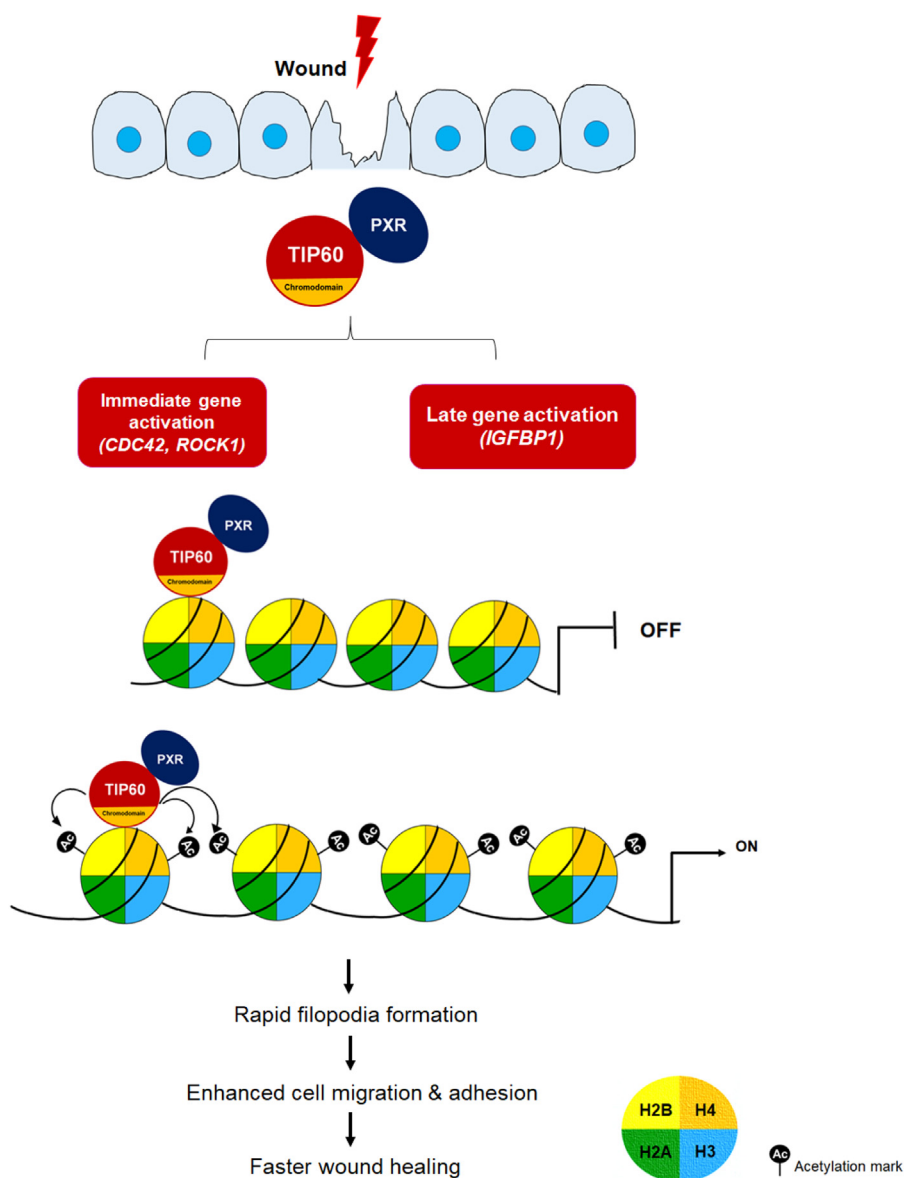 Wound
PXR
TIP60
Chromodomain
Immediate gene
activation
(CDC42, ROCK1)
Late gene activation
(IGFBP1)
PXR
TIP60
Chromodomain
OFF
PXR
TIP60
Chromodomain
Ac
Ac
Ac
Ac
Ac
Ac
Ac
Ac
ON
Rapid filopodia formation
Enhanced cell migration & adhesion
Faster wound healing
H2B H4
H2A H3
Ac
Acetylation mark